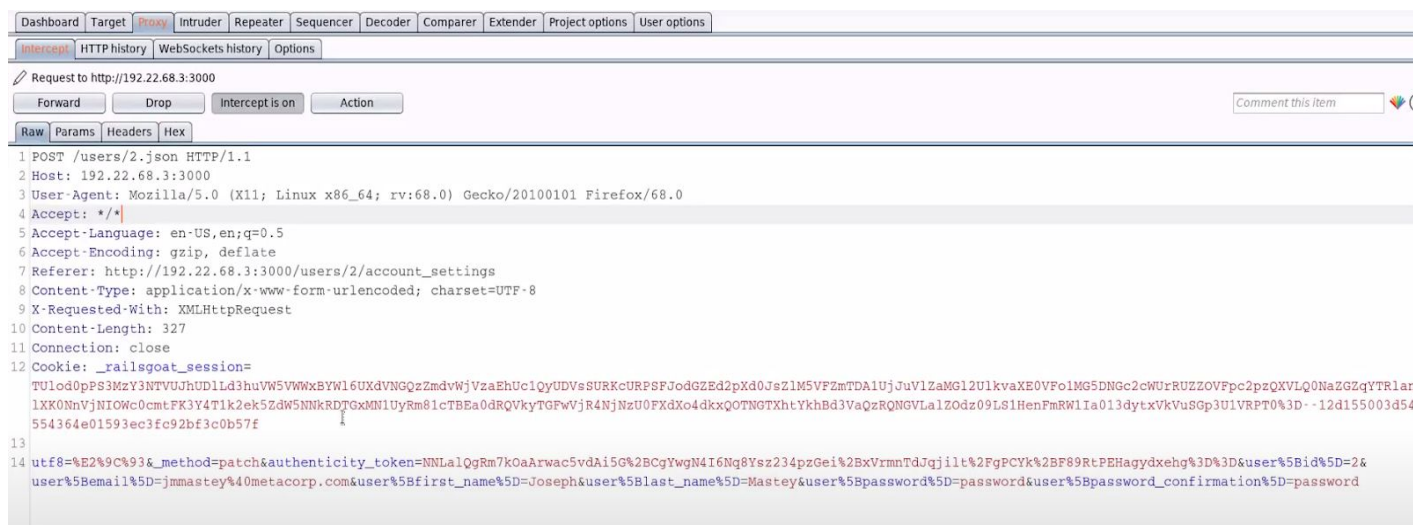 Dashboard Target Proxy Intruder Repeater Sequencer Decoder Comparer Extender Project options User options
Intercept HTTP history WebSockets history Options
Request to http://192.22.68.3:3000
Forward Drop Intercept is on Action Comment this item
Raw Params Headers Hex
1 POST /users/2.json HTTP/1.1
2 Host: 192.22.68.3:3000
3 User-Agent: Mozilla/5.0 (X11; Linux x86_64; rv:68.0) Gecko/20100101 Firefox/68.0
4 Accept: */*
5 Accept-Language: en-US,en;q=0.5
6 Accept-Encoding: gzip, deflate
7 Referer: http://192.22.68.3:3000/users/2/account_settings
8 Content-Type: application/x-www-form-urlencoded; charset=UTF-8
9 X-Requested-With: XMLHttpRequest
10 Content-Length: 327
11 Connection: close
12 Cookie: _railsgoat_session=
554364e01593ec3fc92bf3c0b57f
13
14 utf8=%E2%9C%93&_method=patch&authenticity_token=NNLalQgRm7kOaArwac5vdAi5G%2BCgYwgN4I6Nq8Ysz234pzGei%2BxVrmnTdJqjilt%2FgPCYk%2BF89RtPEHagydxehg%3D%3D&user%5Bid%5D=2&
user%5Bemail%5D=jmmastey%40metacorp.com&user%5Bfirst_name%5D=Joseph&user%5Blast_name%5D=Mastey&user%5Bpassword%5D=password&user%5Bpassword_confirmation%5D=password